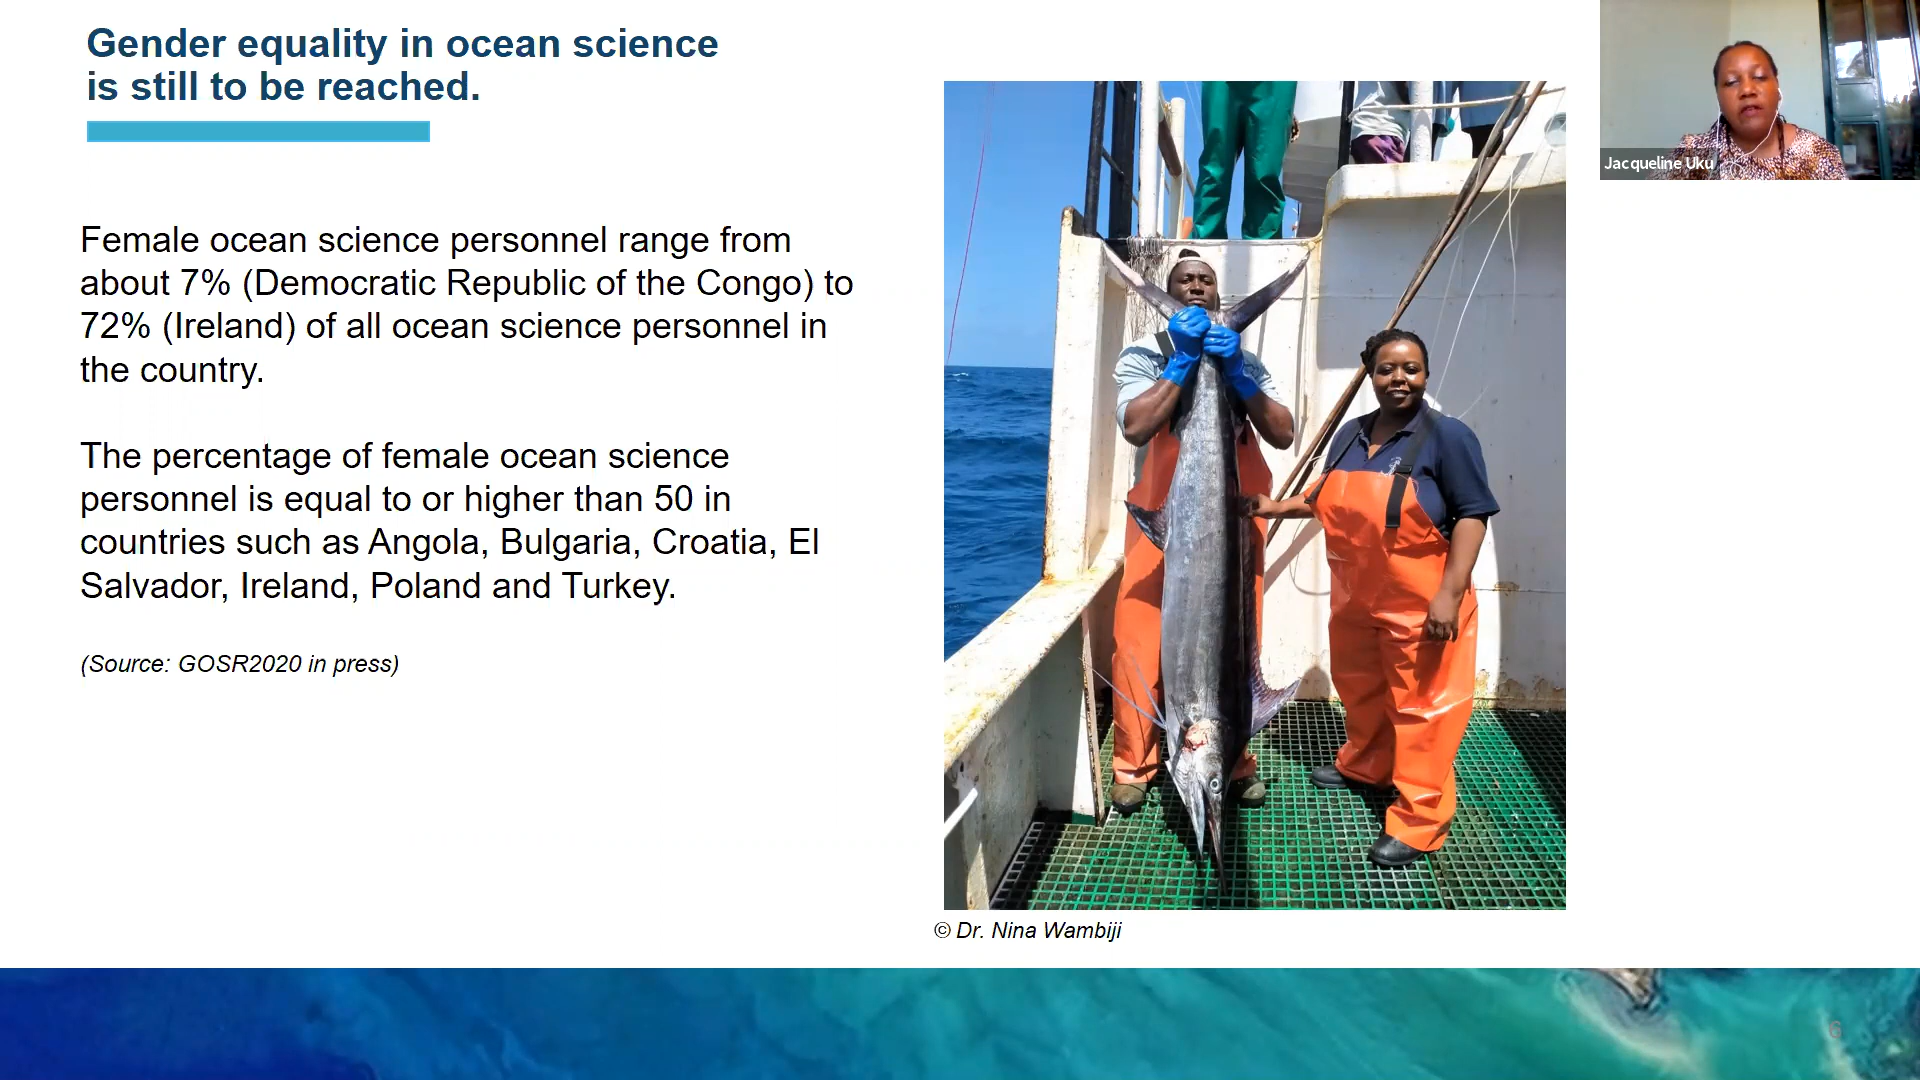 Gender equality in ocean science
is still to be reached.
Jacqueline Uku
Female ocean science personnel range from
about 7% (Democratic Republic of the Congo) to
72% (Ireland) of all ocean science personnel in
the country.
The percentage of female ocean science
personnel is equal to or higher than 50 in
countries such as Angola, Bulgaria, Croatia, El
Salvador, Ireland, Poland and Turkey.
(Source: GOSR2020 in press)
© Dr. Nina Wambiji
6